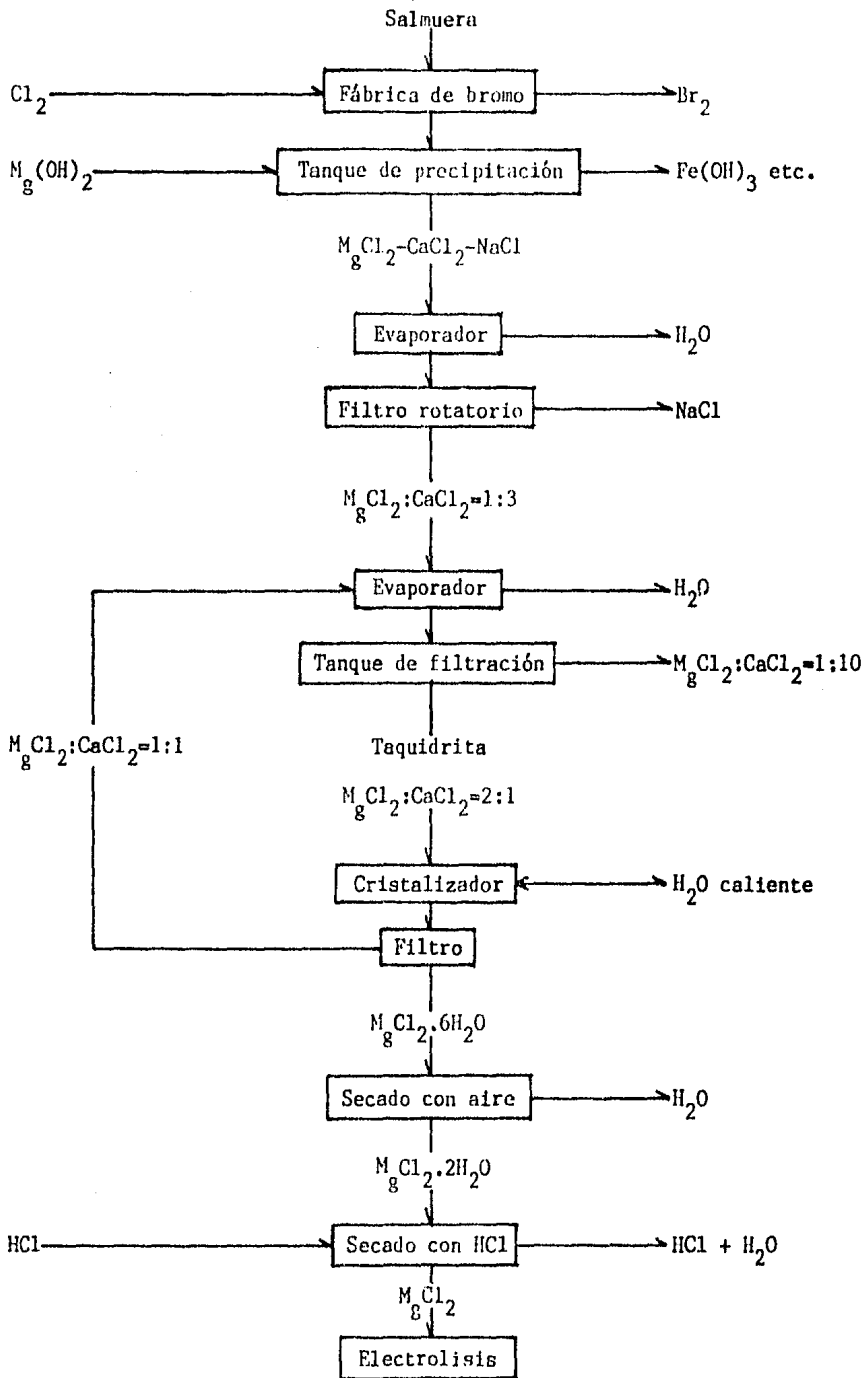 Salmuera
Cl2 Fábrica de bromo Br2
Mg(OH)2 Tanque de precipitación Fe(OH)3 etc.
MgCl2-CaCl2-NaCl
Evaporador H2O
Filtro rotatorio NaCl
MgCl2:CaCl2=1:3
Evaporador H2O
Tanque de filtración MgCl2:CaCl2=1:10
MgCl2:CaCl2=1:1 Taquidrita
MgCl2:CaCl2=2:1
Cristalizador H2O caliente
Filtro
MgCl2.6H2O
Secado con aire H2O
MgCl2.2H2O
HCl Secado con HCl HCl + H2O
MgCl2
Electrolisis